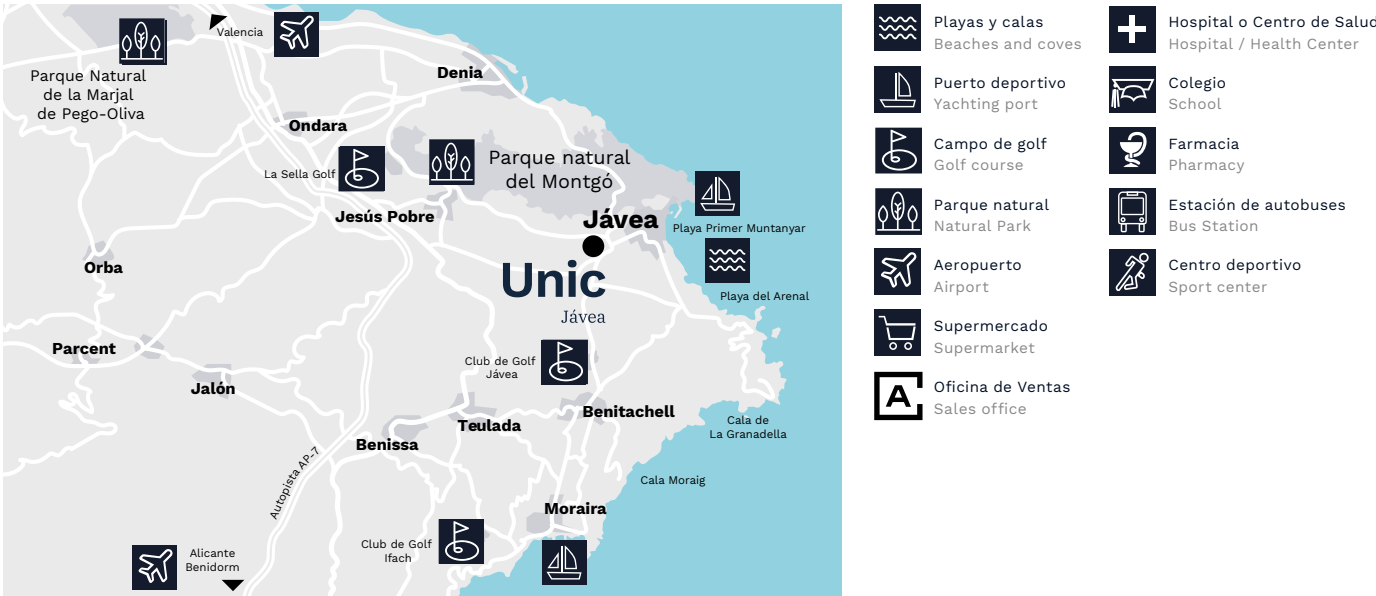 Valencia
Parque Natural
de la Marjal
de Pego-Oliva
Denia
Ondara
La Sella Golf
Parque natural
del Montgó
Jesús Pobre
Jávea
Playa Primer Muntanyar
Orba
Unic
Jávea
Playa del Arenal
Parcent
Club de Golf
Jávea
Jalón
Benitachell
Teulada
Cala de
La Granadella
Benissa
Autopista AP-7
Cala Moraig
Moraira
Club de Golf
Ifach
Alicante
Benidorm
Playas y calas
Beaches and coves
Puerto deportivo
Yachting port
Campo de golf
Golf course
Parque natural
Natural Park
Aeropuerto
Airport
Supermercado
Supermarket
A
Oficina de Ventas
Sales office
Hospital o Centro de Salud
Hospital / Health Center
Colegio
School
Farmacia
Pharmacy
Estación de autobuses
Bus Station
Centro deportivo
Sport center